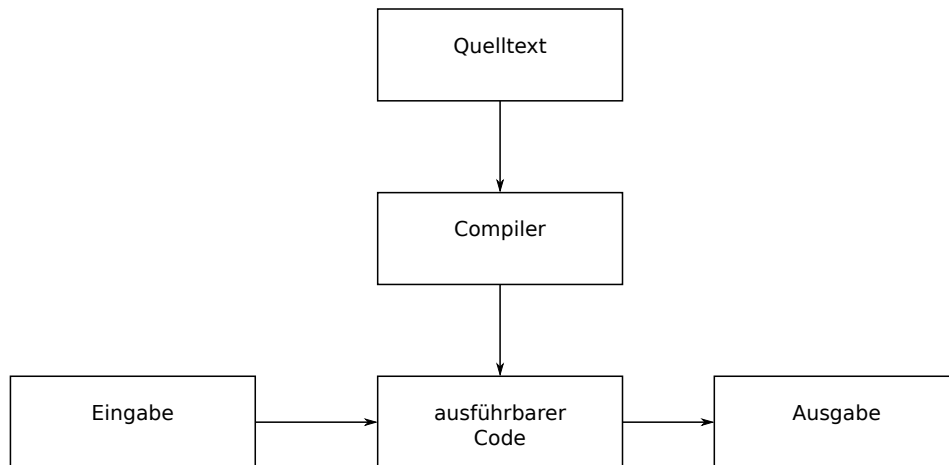 Quelltext
Compiler
Eingabe
ausführbarer
Code
Ausgabe